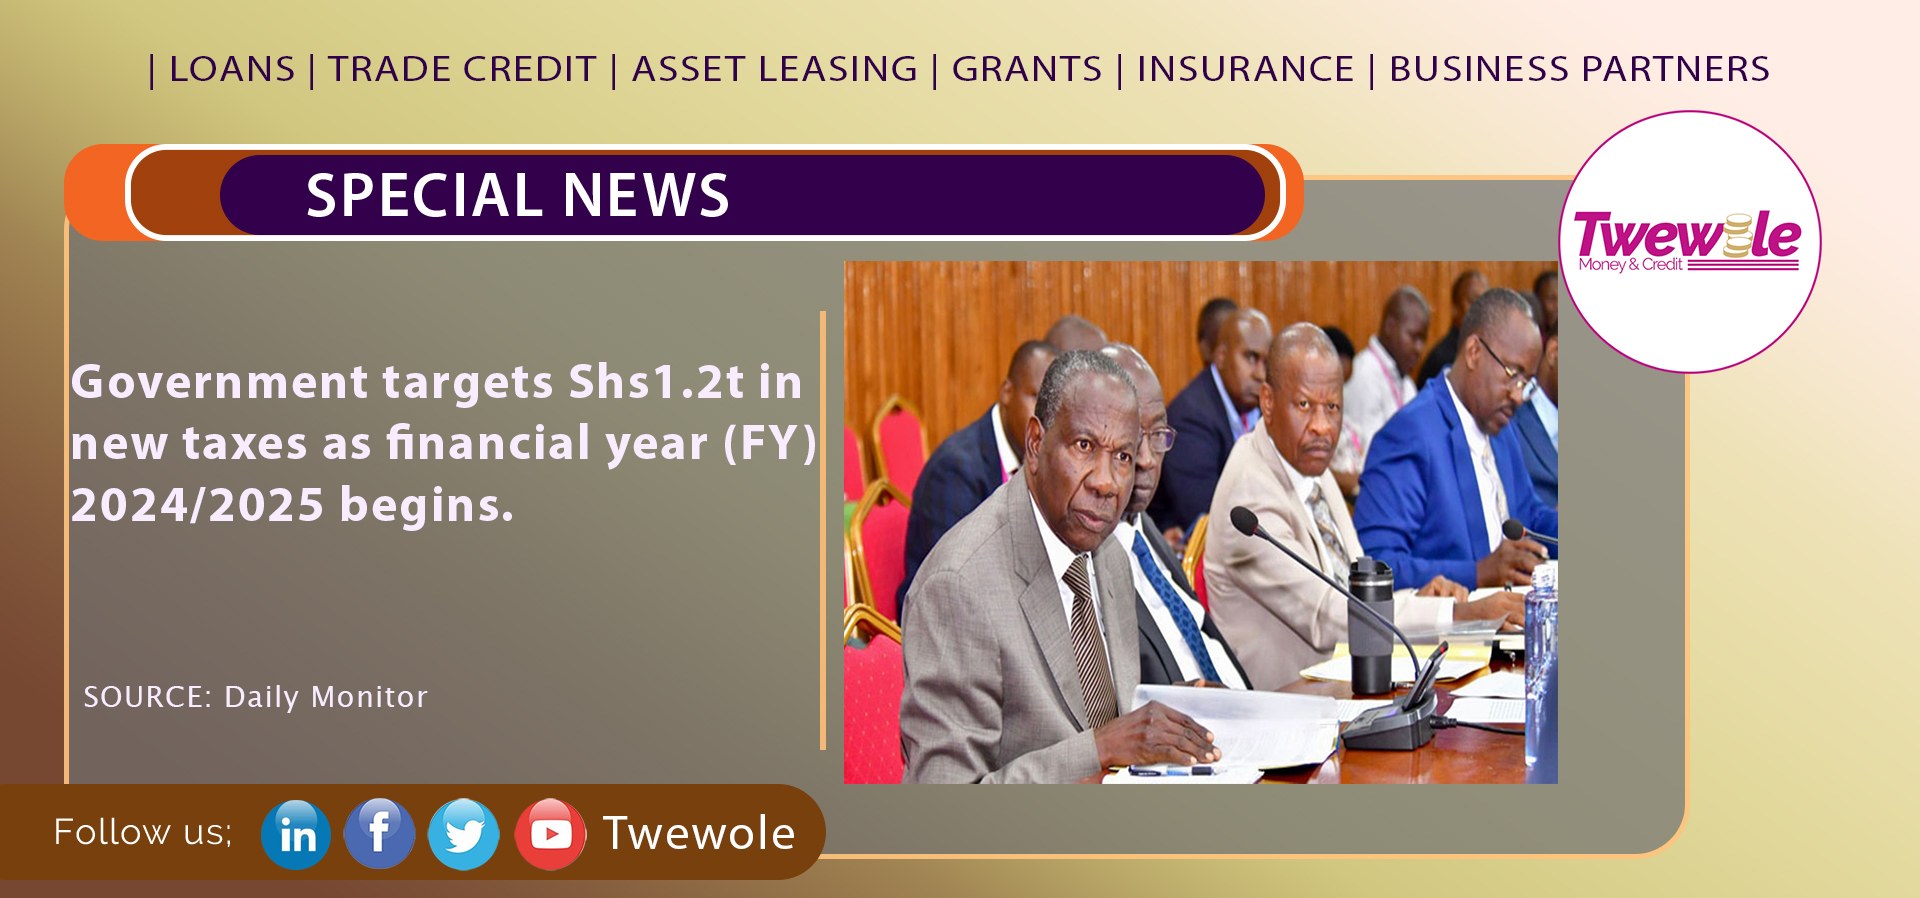 | LOANS | TRADE CREDIT | ASSET LEASING | GRANTS | INSURANCE | BUSINESS PARTNERS
SPECIAL NEWS
Twewole
Money & Credit
Government targets Shs1.2t in
new taxes as financial year (FY)
2024/2025 begins.
SOURCE: Daily Monitor
Follow us; in f Twewole